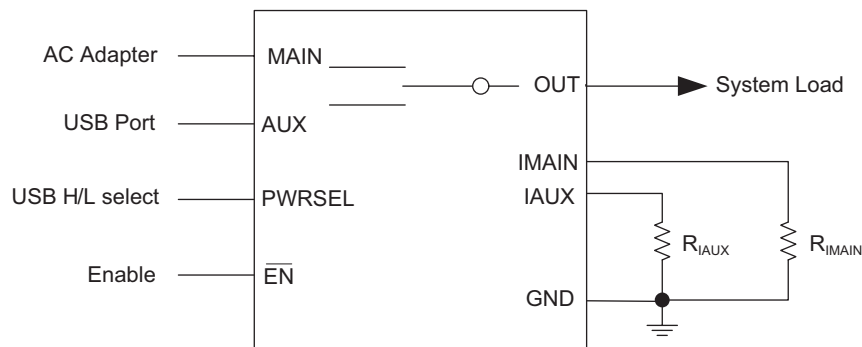 AC Adapter
MAIN
OUT
System Load
USB Port
AUX
IMAIN
USB H/L select
PWRSEL
IAUX
R_IAUX
R_IMAIN
Enable
EN
GND